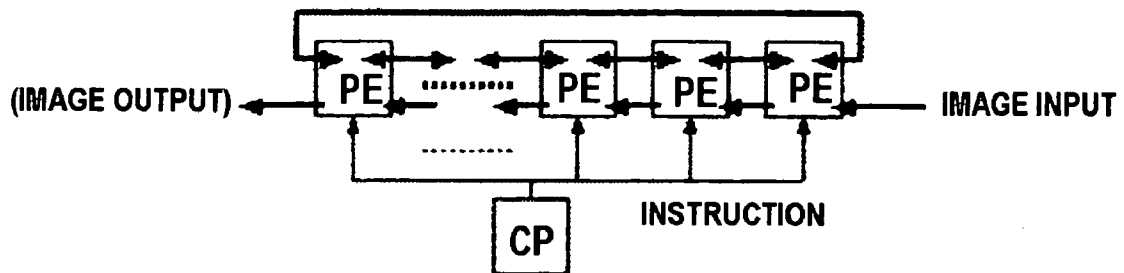 PE PE PE PE
(IMAGE OUTPUT) IMAGE INPUT
INSTRUCTION
CP